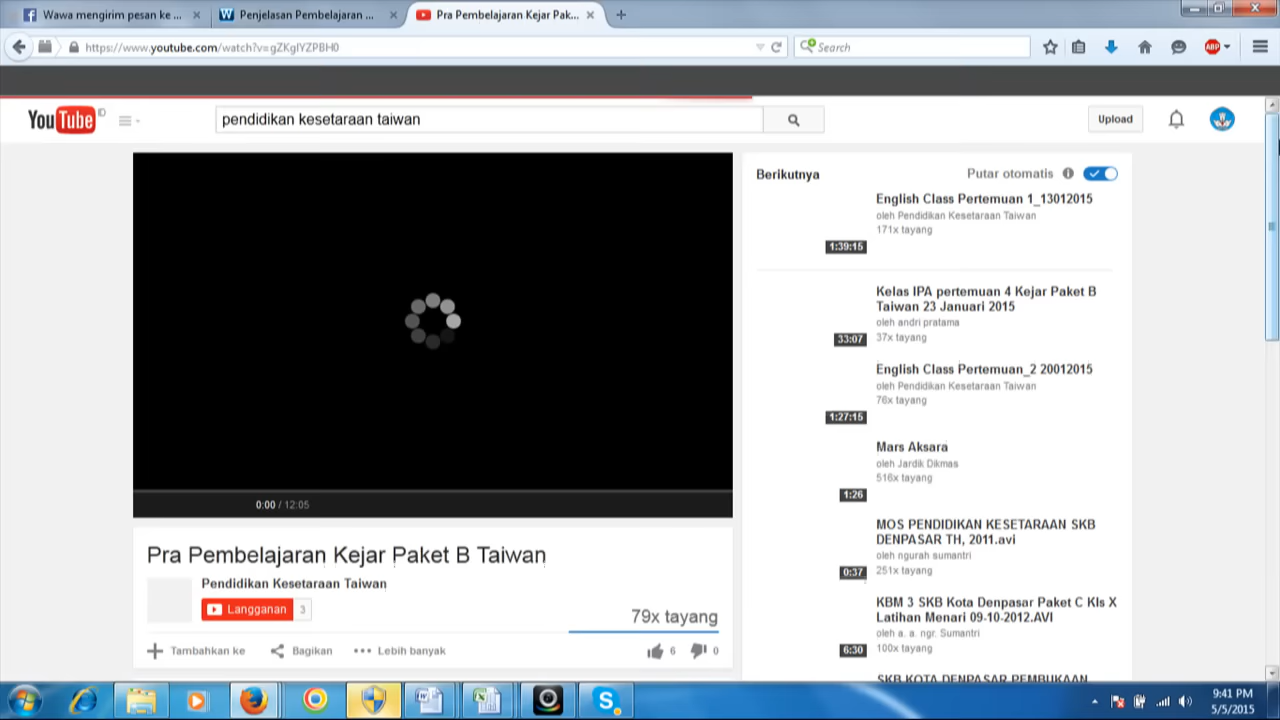 Wawa mengirim pesan ke ...
Penjelasan Pembelajaran ...
Pra Pembelajaran Kejar Pak...
https://www.youtube.com/watch?v=gZKgIYZPBH0
Search
ABP
YouTube ID
pendidikan kesetaraan taiwan
Upload
Berikutnya
Putar otomatis
English Class Pertemuan 1_13012015
oleh Pendidikan Kesetaraan Taiwan
171x tayang
1:39:15
Kelas IPA pertemuan 4 Kejar Paket B
Taiwan 23 Januari 2015
oleh andri pratama
37x tayang
33:07
English Class Pertemuan_2 20012015
oleh Pendidikan Kesetaraan Taiwan
76x tayang
1:27:15
Mars Aksara
oleh Jardik Dikmas
516x tayang
1:26
MOS PENDIDIKAN KESETARAAN SKB
DENPASAR TH, 2011.avi
oleh ngurah sumantri
251x tayang
0:37
KBM 3 SKB Kota Denpasar Paket C Kls X
Latihan Menari 09-10-2012.AVI
oleh a. a. ngr. Sumantri
100x tayang
6:30
SKB KOTA DENPASAR PEMBUKAAN
0:00 / 12:05
Pra Pembelajaran Kejar Paket B Taiwan
Pendidikan Kesetaraan Taiwan
Langganan 3
79x tayang
Tambahkan ke
Bagikan
Lebih banyak
6
0
9:41 PM
5/5/2015